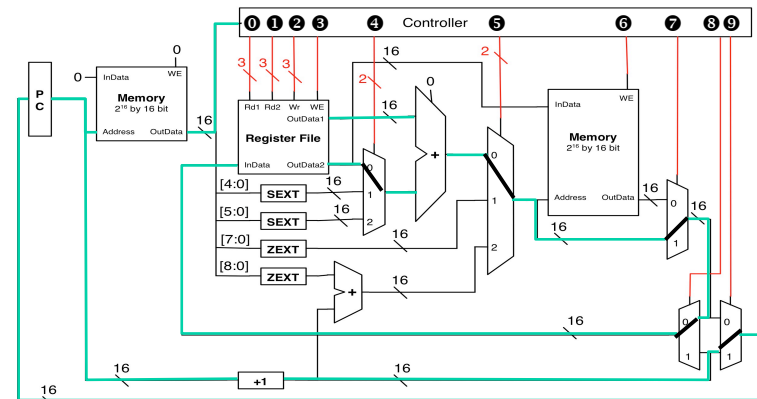 0 1 2 3 4 Controller 5 6 7 8 9
0
0
InData WE
Memory
2^16 by 16 bit
Address OutData
16
P
C
3 3 3
2
16
0
2
16
Rd1 Rd2 Wr WE
OutData1
Register File
InData OutData2
16
+
0
1
2
[4:0] SEXT 16
[5:0] SEXT 16
[7:0] ZEXT 16
[8:0] ZEXT
+
16
0
1
2
InData WE
Memory
2^16 by 16 bit
Address OutData
16
16
0
1
16
0
1
0
1
16
16
+1
16
16